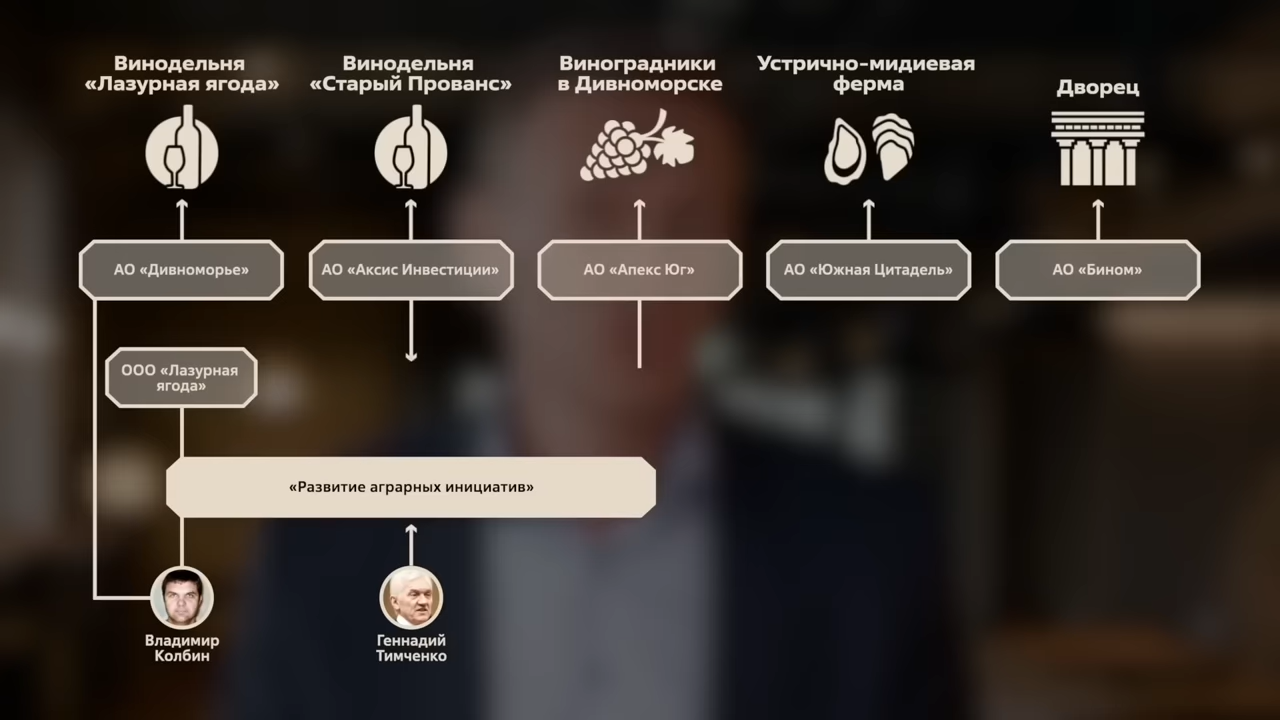 Винодельня
«Лазурная ягода»
Винодельня
«Старый Прованс»
Виноградники
в Дивноморске
Устрично-мидиевая
ферма
Дворец
АО «Дивноморье»
АО «Аксис Инвестиции»
АО «Апекс Юг»
АО «Южная Цитадель»
АО «Бином»
ООО «Лазурная
ягода»
«Развитие аграрных инициатив»
Владимир
Колбин
Геннадий
Тимченко